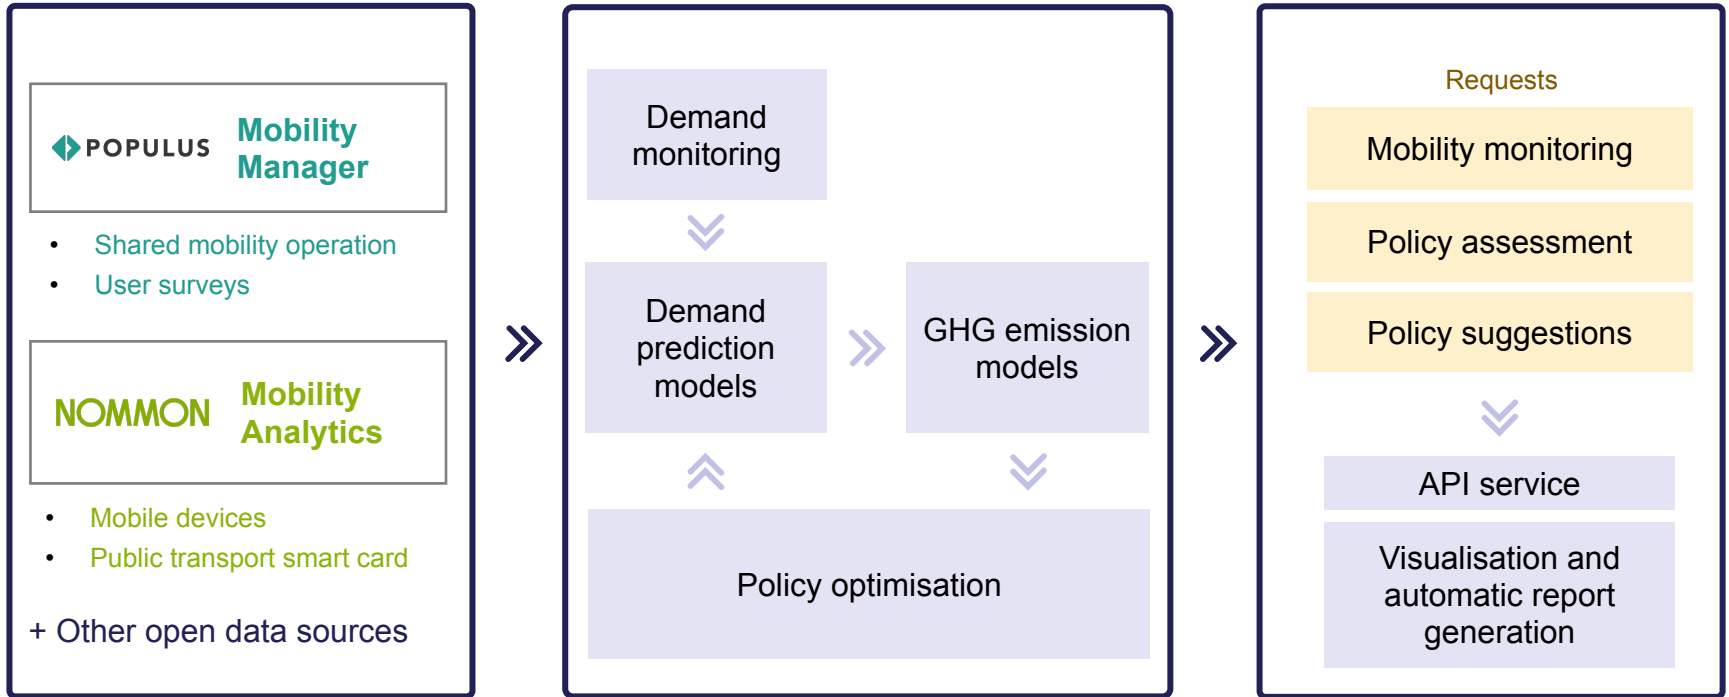 POPULUS
Mobility
Manager
• Shared mobility operation
• User surveys
NOMMON
Mobility
Analytics
• Mobile devices
• Public transport smart card
+ Other open data sources
Demand
monitoring
Demand
prediction
models
GHG emission
models
Policy optimisation
Requests
Mobility monitoring
Policy assessment
Policy suggestions
API service
Visualisation and
automatic report
generation